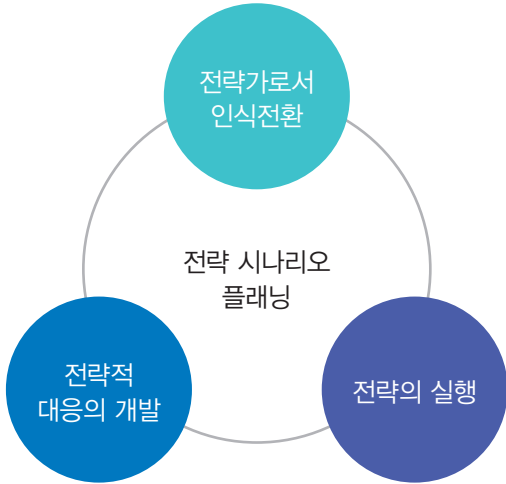 전략가로서
인식전환
전략 시나리오
플래닝
전략적
대응의 개발
전략의 실행